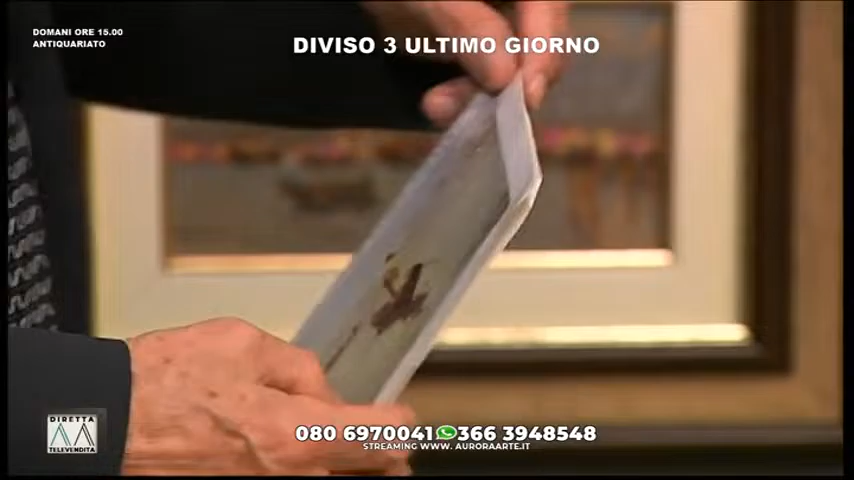 DOMANI ORE 15.00
ANTIQUARIATO
DIVISO 3 ULTIMO GIORNO
DIRETTA
TELEVENDITA
080 6970041 366 3948548
STREAMING WWW. AURORAARTE.IT